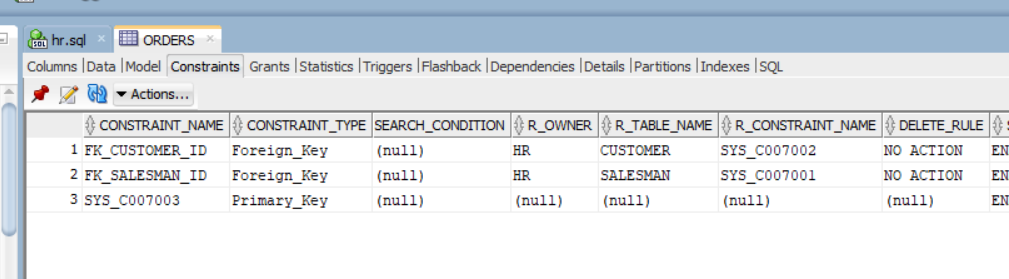 SQL hr.sql × ORDERS ×
Columns |Data |Model |Constraints |Grants |Statistics |Triggers |Flashback |Dependencies |Details |Partitions |Indexes |SQL
Actions...
CONSTRAINT_NAME CONSTRAINT_TYPE SEARCH_CONDITION R_OWNER R_TABLE_NAME R_CONSTRAINT_NAME DELETE_RULE
1 FK_CUSTOMER_ID Foreign_Key (null) HR CUSTOMER SYS_C007002 NO ACTION EN
2 FK_SALESMAN_ID Foreign_Key (null) HR SALESMAN SYS_C007001 NO ACTION EN
3 SYS_C007003 Primary_Key (null) (null) (null) (null) (null) EN